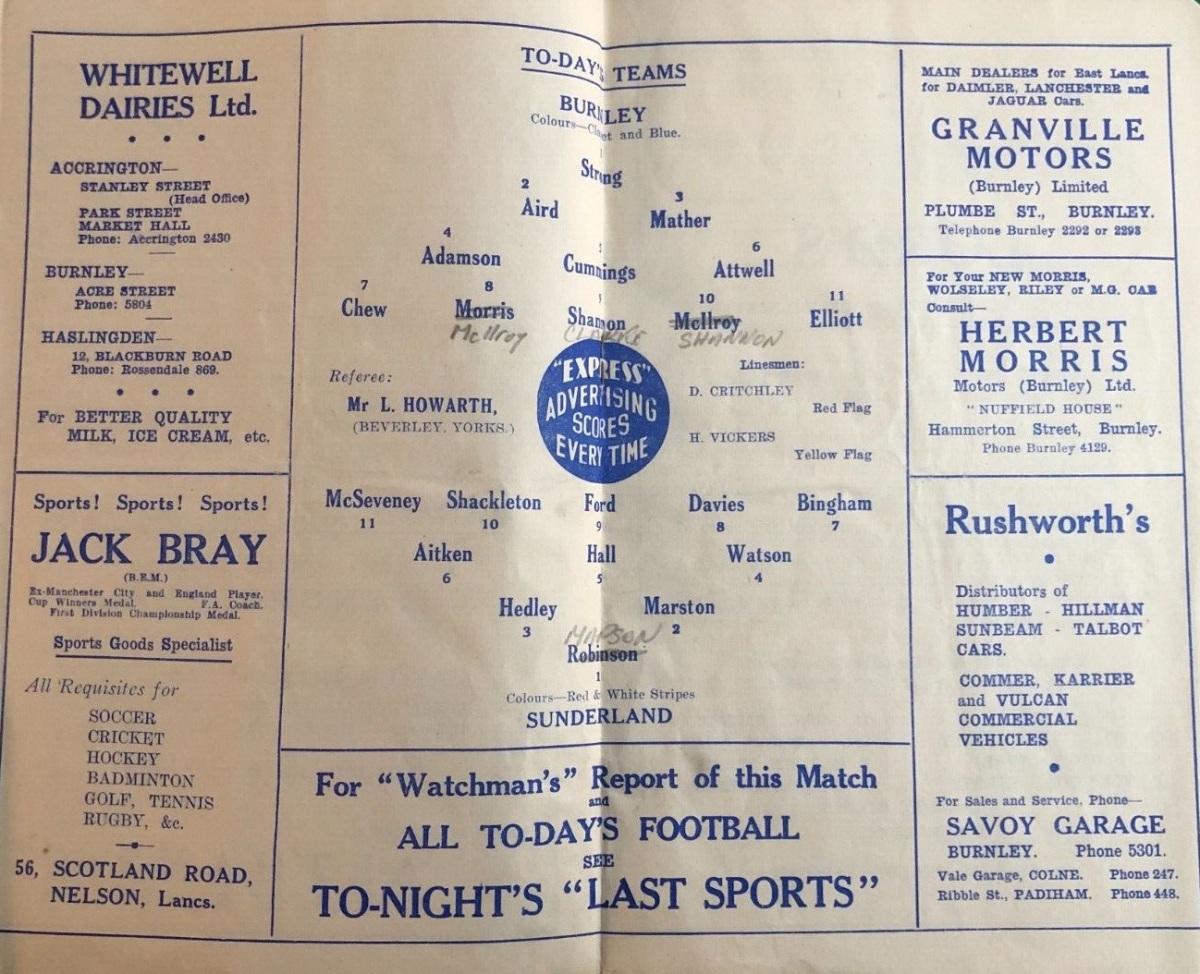 WHITEWELL
DAIRIES Ltd.
• • •
ACCRINGTON—
STANLEY STREET
(Head Office)
PARK STREET
MARKET HALL
Phone: Accrington 2430
BURNLEY—
ACRE STREET
Phone: 5804
HASLINGDEN—
12, BLACKBURN ROAD
Phone: Rossendale 869.
• • •
For BETTER QUALITY
MILK, ICE CREAM, etc.
Sports! Sports! Sports!
JACK BRAY
(B.E.M.)
Ex-Manchester City and England Player.
Cup Winners Medal. F.A. Coach.
First Division Championship Medal.
Sports Goods Specialist
All Requisites for
SOCCER
CRICKET
HOCKEY
BADMINTON
GOLF, TENNIS
RUGBY, &c.
56, SCOTLAND ROAD,
NELSON, Lancs.
TO-DAY'S TEAMS
BURNLEY
Colours—Claret and Blue.
1
Strong
2 3
Aird Mather
4 5 6
Adamson Cummings Attwell
7 8 9 10 11
Chew Morris Shannon McIlroy Elliott
McIlroy CLARKE SHANNON
Referee:
Mr L. HOWARTH,
(BEVERLEY, YORKS.)
"EXPRESS"
ADVERTISING
SCORES
EVERY TIME
Linesmen:
D. CRITCHLEY
Red Flag
H. VICKERS
Yellow Flag
McSeveney Shackleton Ford Davies Bingham
11 10 9 8 7
Aitken Hall Watson
6 5 4
Hedley Marston
3 2
MAPSON
Robinson
1
Colours—Red & White Stripes
SUNDERLAND
For "Watchman's" Report of this Match
and
ALL TO-DAY'S FOOTBALL
SEE
TO-NIGHT'S "LAST SPORTS"
MAIN DEALERS for East Lancs.
for DAIMLER, LANCHESTER and
JAGUAR Cars.
GRANVILLE
MOTORS
(Burnley) Limited
PLUMBE ST., BURNLEY.
Telephone Burnley 2292 or 2293
For Your NEW MORRIS,
WOLSELEY, RILEY or M.G. CAR
Consult—
HERBERT
MORRIS
Motors (Burnley) Ltd.
"NUFFIELD HOUSE"
Hammerton Street, Burnley.
Phone Burnley 4129.
Rushworth's
•
Distributors of
HUMBER - HILLMAN
SUNBEAM - TALBOT
CARS.
COMMER, KARRIER
and VULCAN
COMMERCIAL
VEHICLES
•
For Sales and Service, Phone—
SAVOY GARAGE
BURNLEY. Phone 5301.
Vale Garage, COLNE. Phone 247.
Ribble St., PADIHAM. Phone 448.